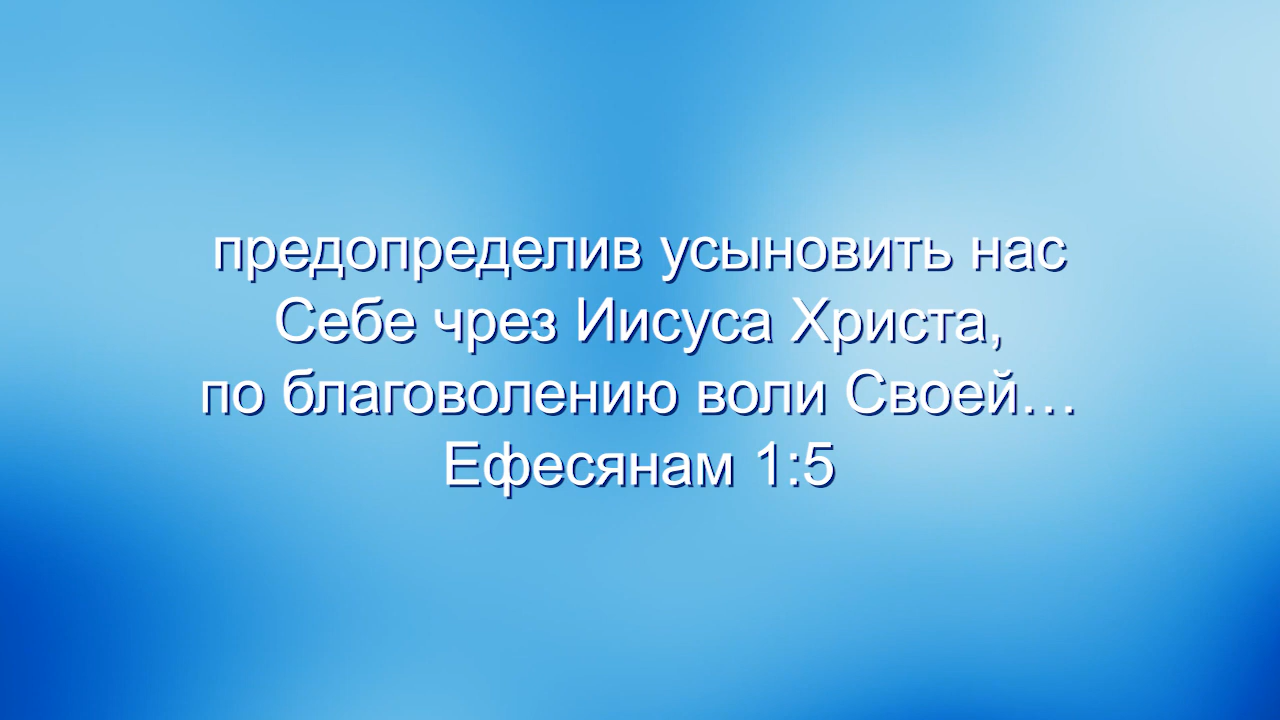 предопределив усыновить нас
Себе чрез Иисуса Христа,
по благоволению воли Своей…
Ефесянам 1:5